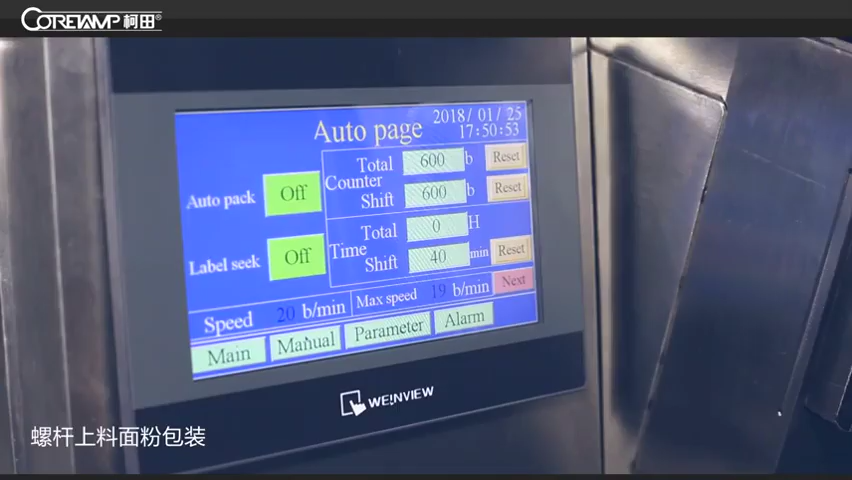 CORETAMP 柯田®
2018/ 01/ 25
Auto page
17:50:53
Total 600 b Reset
Auto pack Off
Counter
Shift 600 b Reset
Total 0 H
Label seek Off
Time
Shift 40 min Reset
Speed 20 b/min Max speed 19 b/min Next
Main Manual Parameter Alarm
WEINVIEW
螺杆上料面粉包装